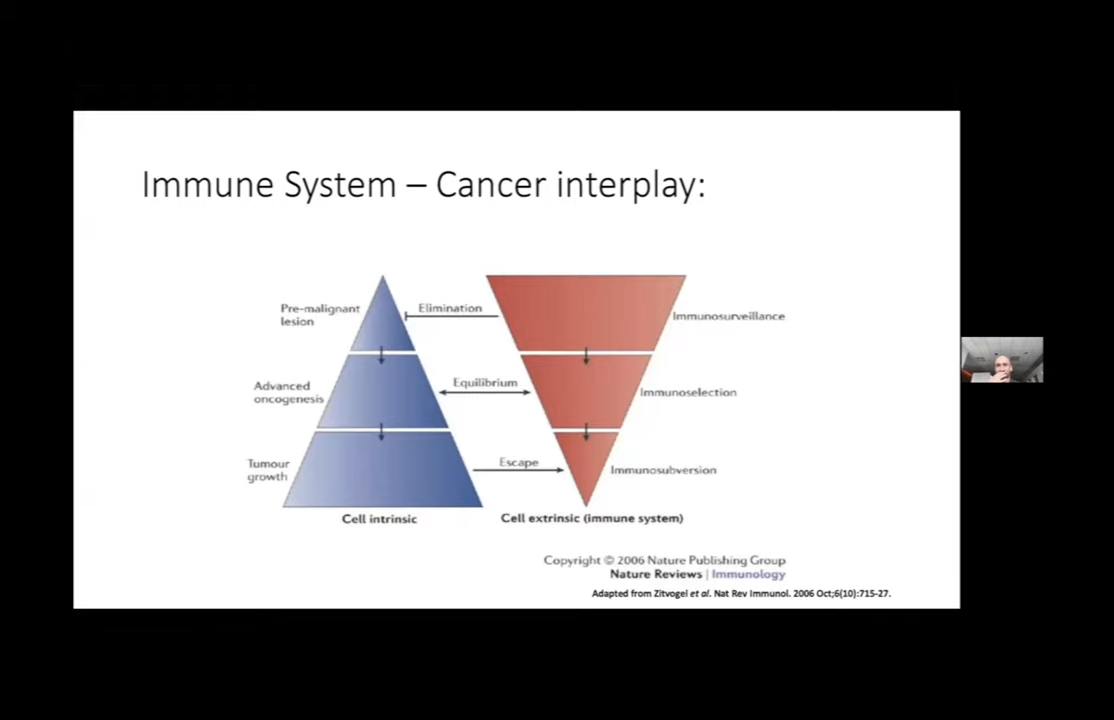 Immune System – Cancer interplay:
Pre-malignant
lesion
Elimination
Immunosurveillance
Advanced
oncogenesis
Equilibrium
Immunoselection
Tumour
growth
Escape
Immunosubversion
Cell intrinsic
Cell extrinsic (immune system)
Copyright © 2006 Nature Publishing Group
Nature Reviews | Immunology
Adapted from Zitvogel et al. Nat Rev Immunol. 2006 Oct;6(10):715-27.